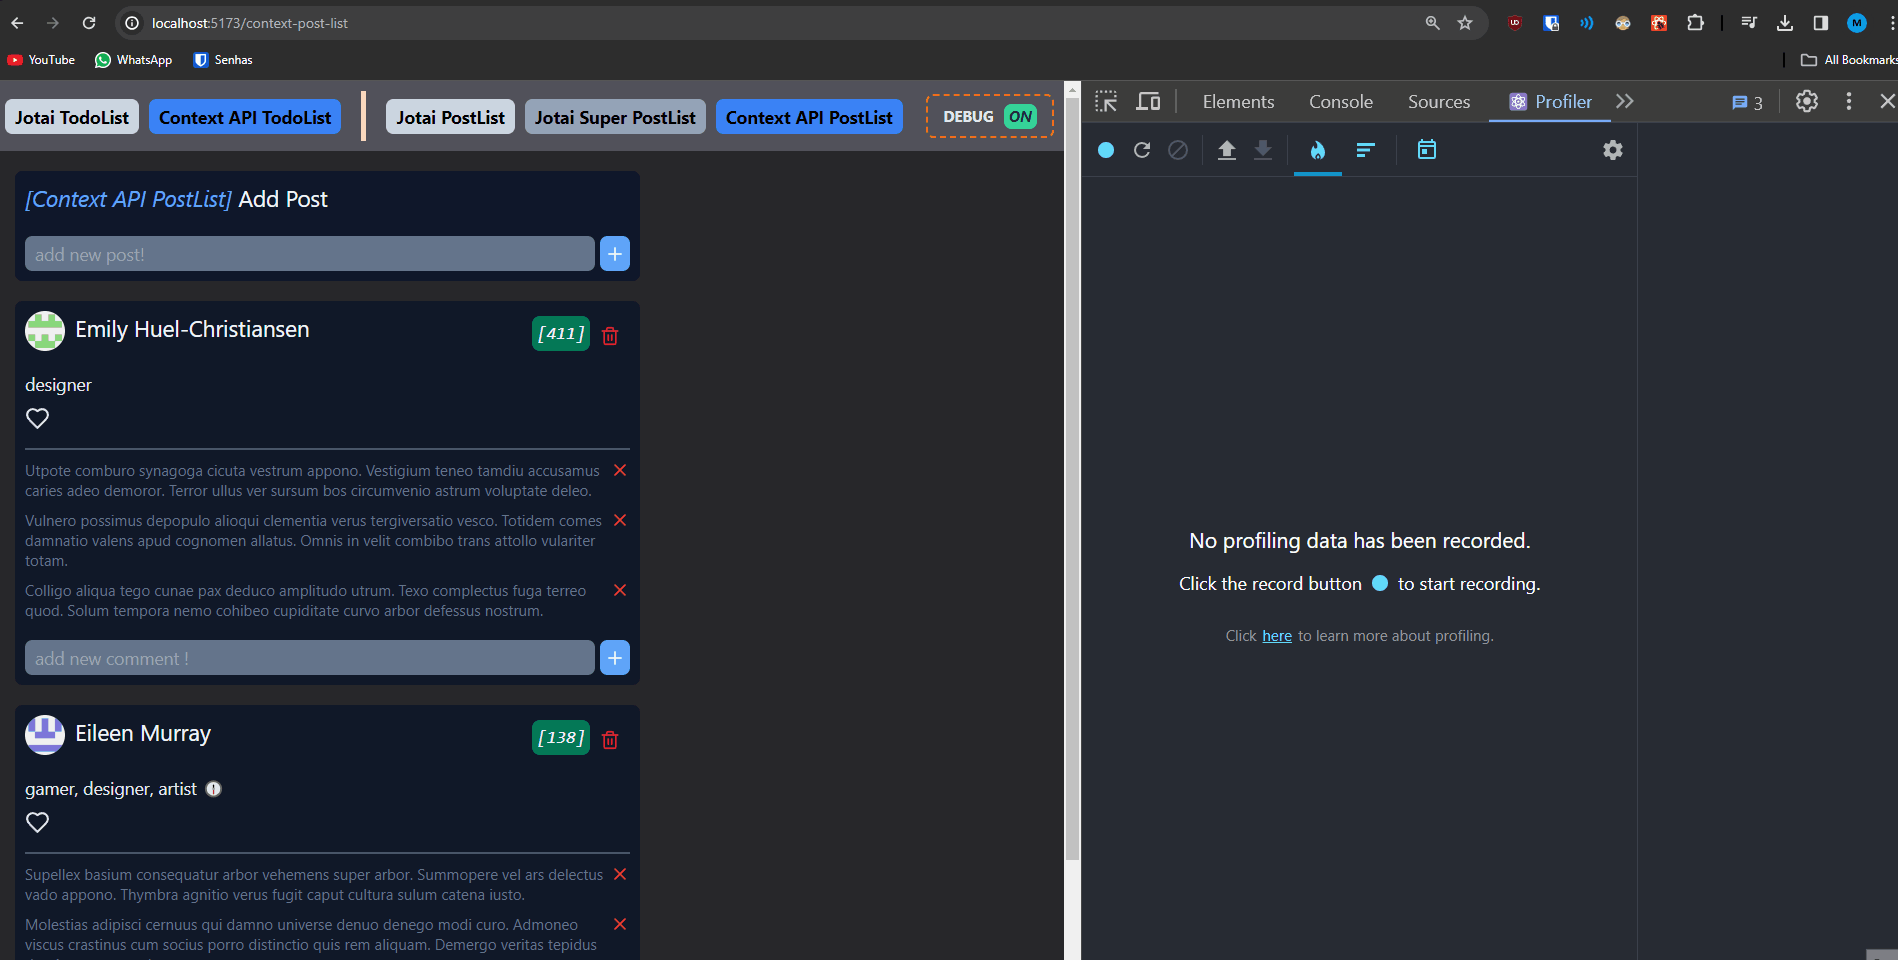 localhost:5173/context-post-list
YouTube WhatsApp Senhas All Bookmarks
Jotai TodoList Context API TodoList Jotai PostList Jotai Super PostList Context API PostList DEBUG ON
[Context API PostList] Add Post
add new post!
Emily Huel-Christiansen [411]
designer
Utpote comburo synagoga cicuta vestrum appono. Vestigium teneo tamdiu accusamus
caries adeo demoror. Terror ullus ver sursum bos circumvenio astrum voluptate deleo.
Vulnero possimus depopulo alioqui clementia verus tergiversatio vesco. Totidem comes
damnatio valens apud cognomen allatus. Omnis in velit combibo trans attollo vulariter
totam.
Colligo aliqua tego cunae pax deduco amplitudo utrum. Texo complectus fuga terreo
quod. Solum tempora nemo cohibeo cupiditate curvo arbor defessus nostrum.
add new comment !
Eileen Murray [138]
gamer, designer, artist
Supellex basium consequatur arbor vehemens super arbor. Summopere vel ars delectus
vado appono. Thymbra agnitio verus fugit caput cultura sulum catena iusto.
Molestias adipisci cernuus qui damno universe denuo denego modi curo. Admoneo
viscus crastinus cum socius porro distinctio quis rem aliquam. Demergo veritas tepidus
Elements Console Sources Profiler 3
No profiling data has been recorded.
Click the record button to start recording.
Click here to learn more about profiling.